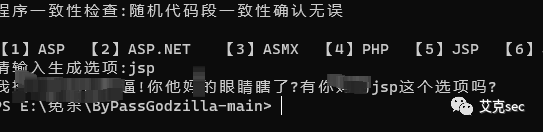 程序一致性检查:随机代码段一致性确认无误
【1】ASP 【2】ASP.NET 【3】ASMX 【4】PHP 【5】JSP 【6】
请输入生成选项:jsp
我 逼!你他妈的眼睛瞎了?有你 jsp这个选项吗?
PS E:\免杀\ByPassGodzilla-main>
艾克sec